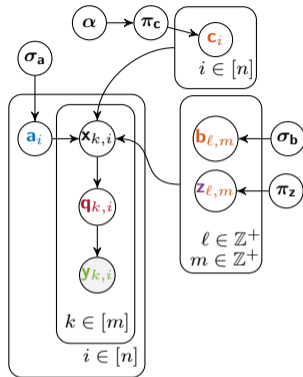 α π_c c_i
i ∈ [n]
σ_a
a_i x_{k,i}
b_{ℓ,m} σ_b
z_{ℓ,m} π_z
q_{k,i}
ℓ ∈ ℤ⁺
m ∈ ℤ⁺
y_{k,i}
k ∈ [m]
i ∈ [n]